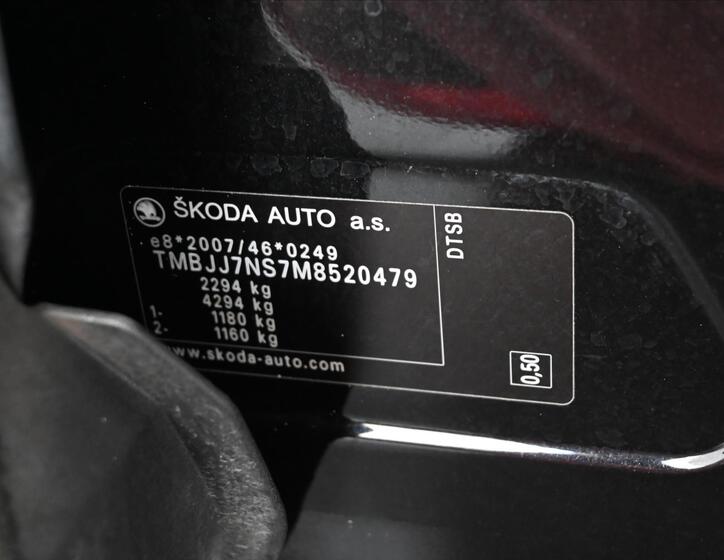 ŠKODA AUTO a.s.
e8*2007/46*0249
TMBJJ7NS7M8520479
2294 kg
4294 kg
1- 1180 kg
2- 1160 kg
www.skoda-auto.com
DTSB
0,50